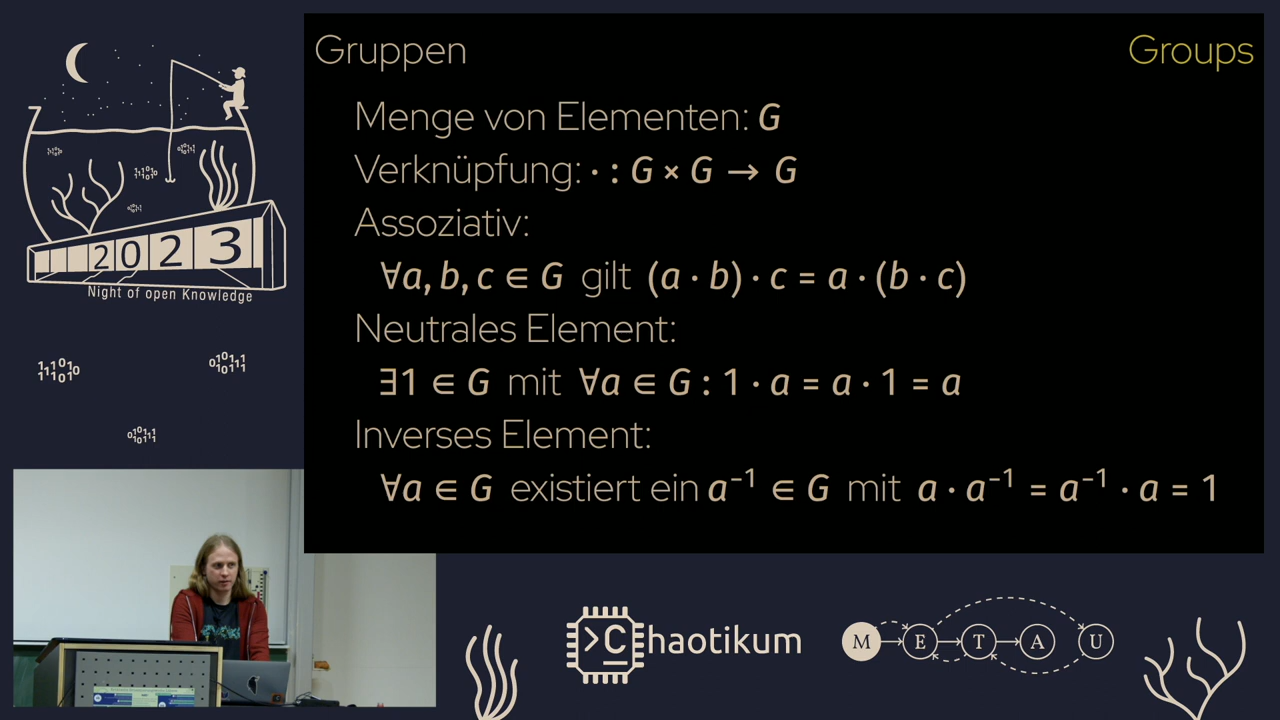 Gruppen
Groups
Menge von Elementen: G
Verknüpfung: · : G × G → G
Assoziativ:
∀a, b, c ∈ G gilt (a · b) · c = a · (b · c)
Neutrales Element:
∃1 ∈ G mit ∀a ∈ G : 1 · a = a · 1 = a
Inverses Element:
∀a ∈ G existiert ein a⁻¹ ∈ G mit a · a⁻¹ = a⁻¹ · a = 1
2023
Night of open Knowledge
>Chaotikum
M E T A U